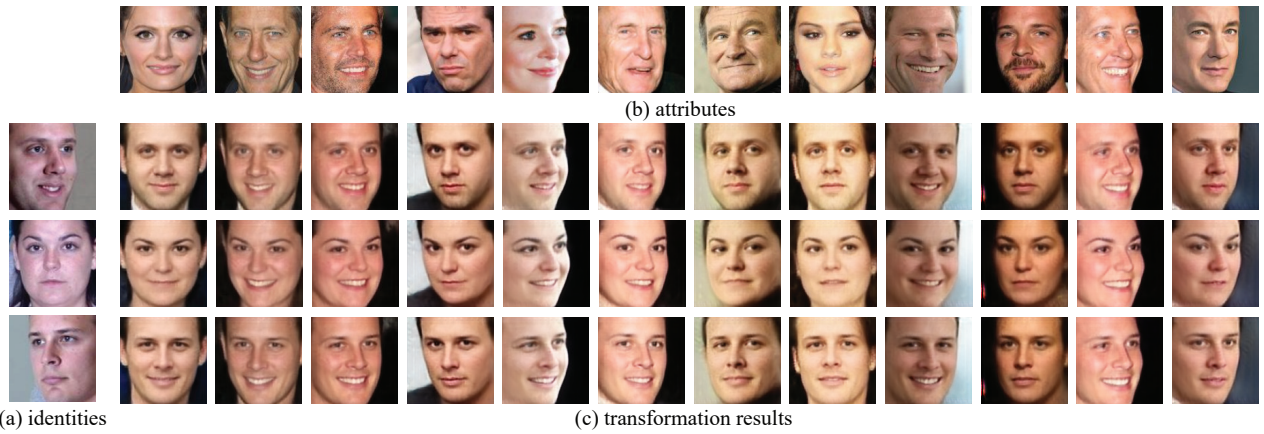 (b) attributes
(a) identities
(c) transformation results